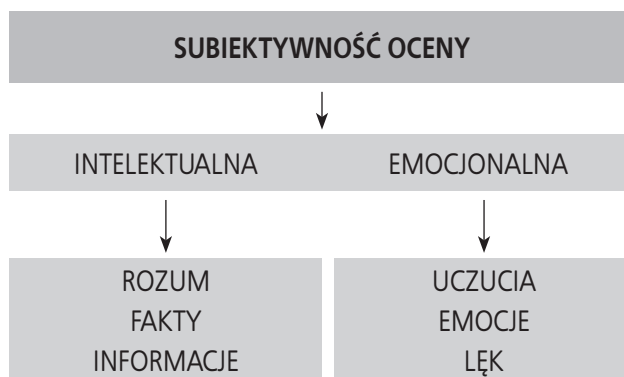 SUBIEKTYWNOŚĆ OCENY
INTELEKTUALNA
EMOCJONALNA
ROZUM
FAKTY
INFORMACJE
UCZUCIA
EMOCJE
LĘK